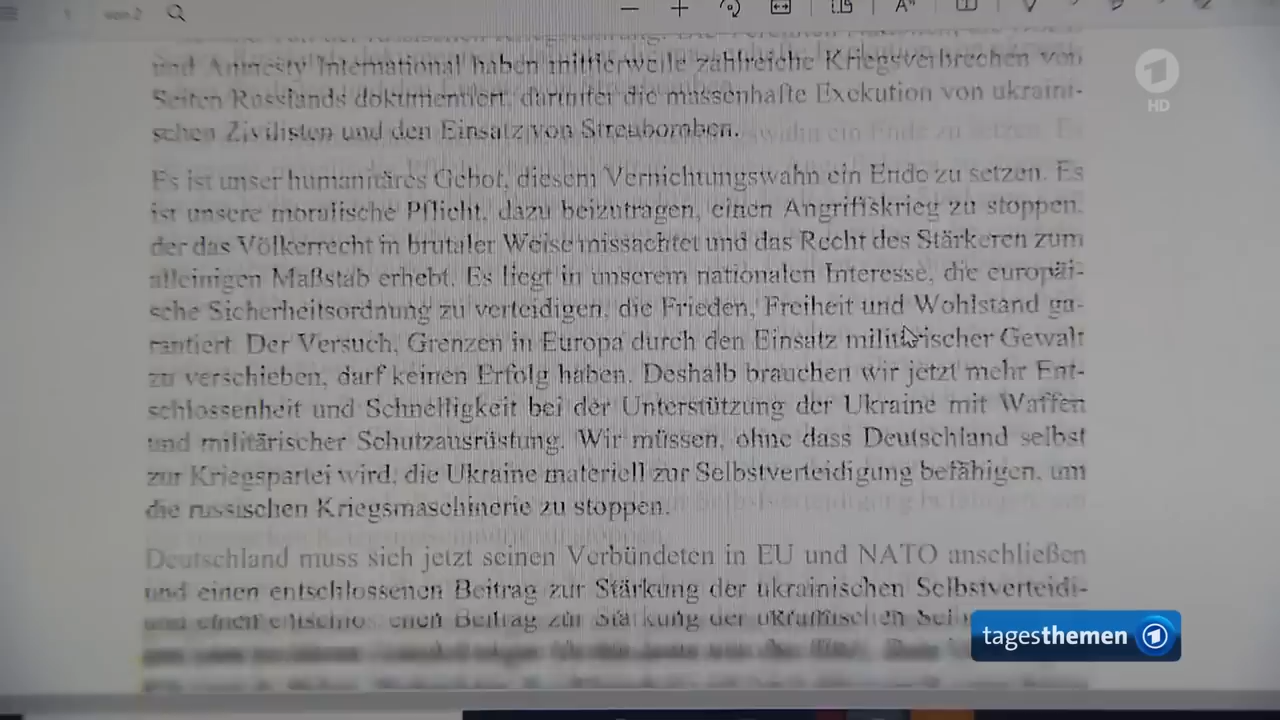 von 2
und Amnesty International haben mittlerweile zahlreiche Kriegsverbrechen von
Seiten Russlands dokumentiert, darunter die massenhafte Exekution von ukraini-
schen Zivilisten und den Einsatz von Streubomben.
Es ist unser humanitäres Gebot, diesem Vernichtungswahn ein Ende zu setzen. Es
ist unsere moralische Pflicht, dazu beizutragen, einen Angriffskrieg zu stoppen,
der das Völkerrecht in brutaler Weise missachtet und das Recht des Stärkeren zum
alleinigen Maßstab erhebt. Es liegt in unserem nationalen Interesse, die europäi-
sche Sicherheitsordnung zu verteidigen, die Frieden, Freiheit und Wohlstand ga-
rantiert. Der Versuch, Grenzen in Europa durch den Einsatz militärischer Gewalt
zu verschieben, darf keinen Erfolg haben. Deshalb brauchen wir jetzt mehr Ent-
schlossenheit und Schnelligkeit bei der Unterstützung der Ukraine mit Waffen
und militärischer Schutzausrüstung. Wir müssen, ohne dass Deutschland selbst
zur Kriegspartei wird, die Ukraine materiell zur Selbstverteidigung befähigen, um
die russischen Kriegsmaschinerie zu stoppen.
Deutschland muss sich jetzt seinen Verbündeten in EU und NATO anschließen
und einen entschlossenen Beitrag zur Stärkung der ukrainischen Selbstverteidi-
1
HD
tagesthemen 1